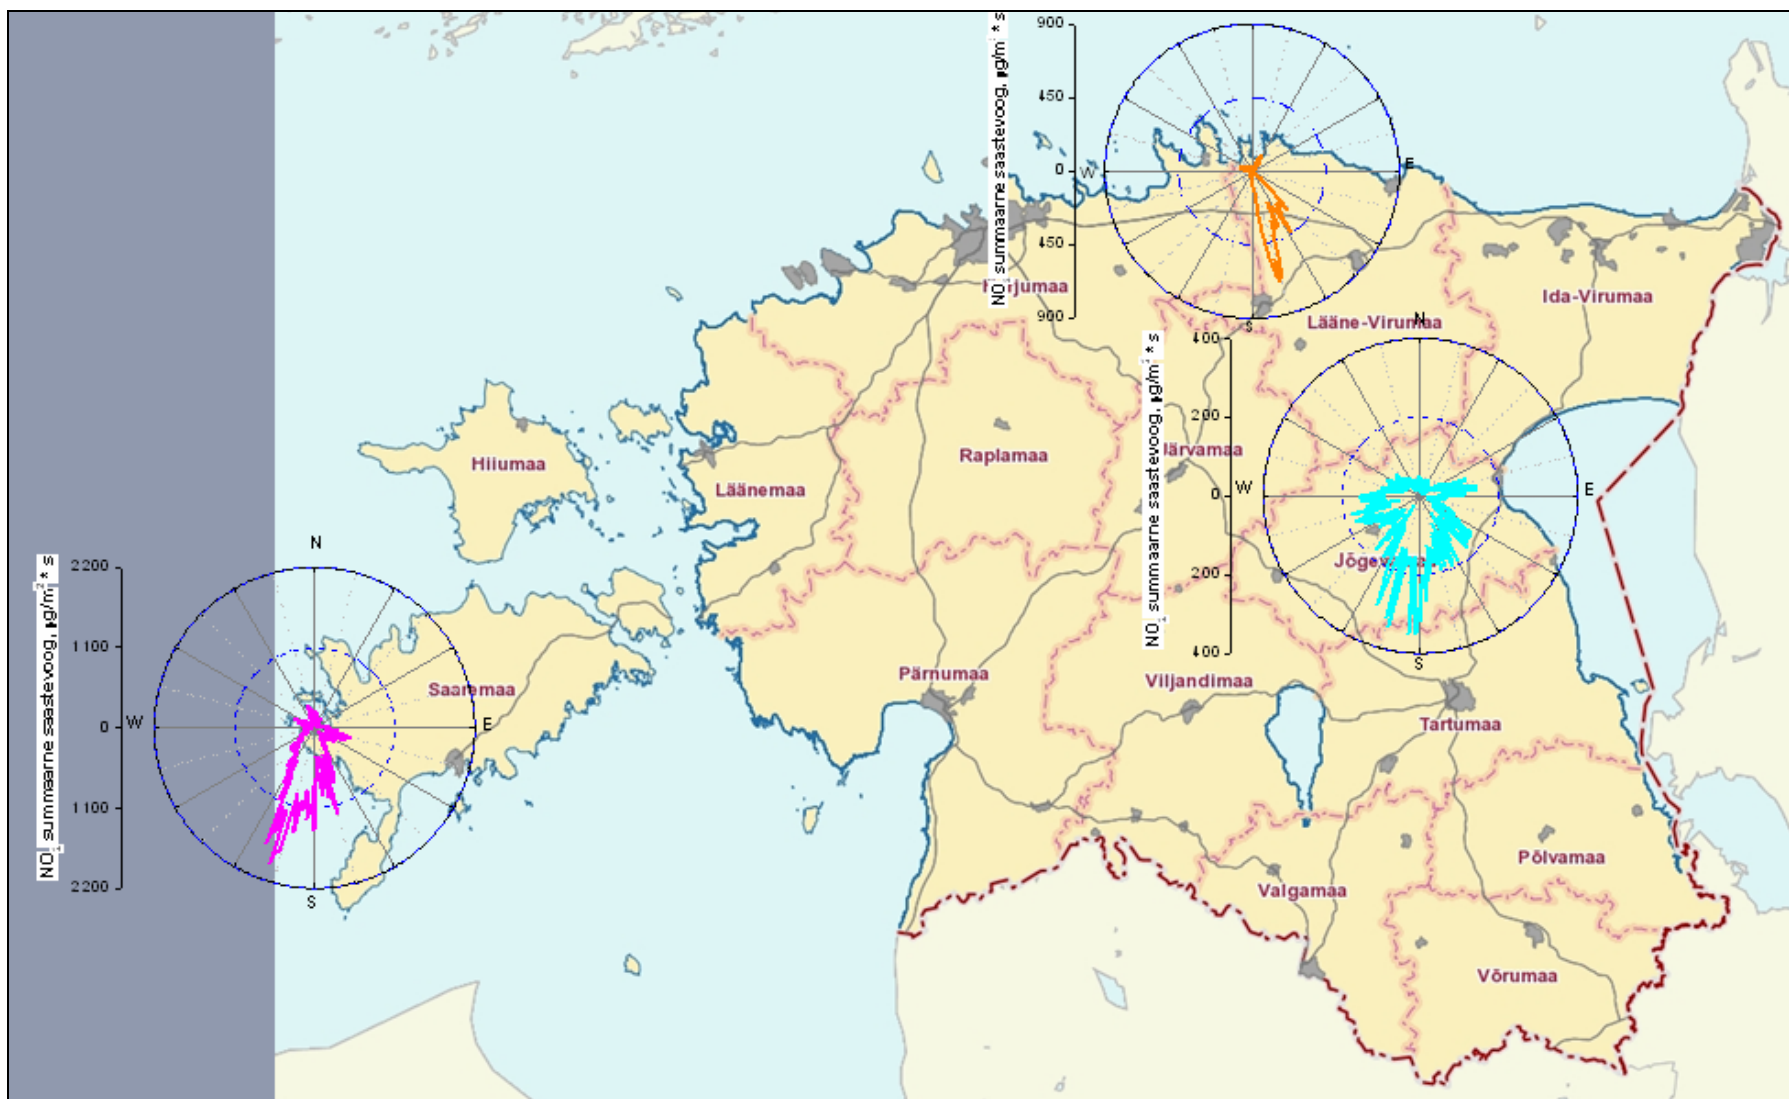 NO₂ summaarne saastevoog, µg/m² * s
900
450
0
450
900
W
E
S
Harjumaa
Lääne-Virumaa
Ida-Virumaa
NO₂ summaarne saastevoog, µg/m² * s
400
200
0
200
400
N
W
E
S
Järvamaa
Raplamaa
Hiiumaa
Läänemaa
NO₂ summaarne saastevoog, µg/m² * s
2200
1100
0
1100
2200
N
W
E
S
Saaremaa
Pärnumaa
Viljandimaa
Tartumaa
Põlvamaa
Valgamaa
Võrumaa